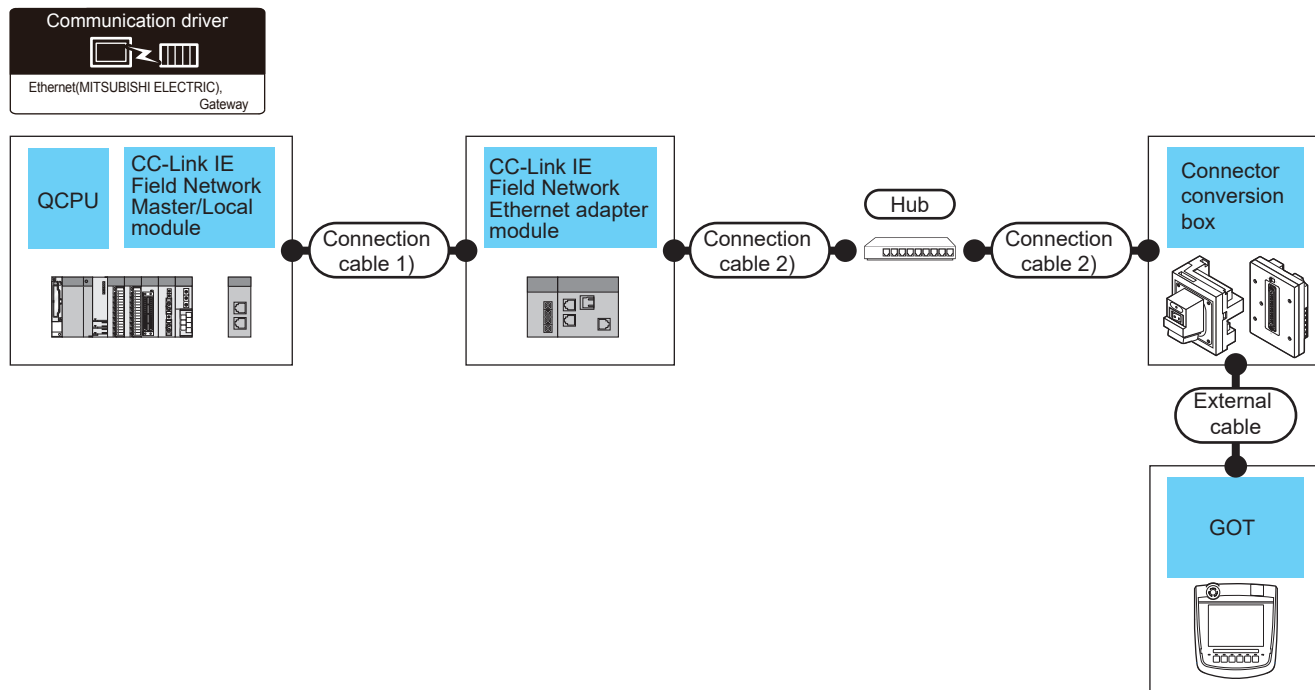 Communication driver
Ethernet(MITSUBISHI ELECTRIC),
Gateway
QCPU
CC-Link IE
Field Network
Master/Local
module
Connection
cable 1)
CC-Link IE
Field Network
Ethernet adapter
module
Connection
cable 2)
Hub
Connection
cable 2)
Connector
conversion
box
External
cable
GOT